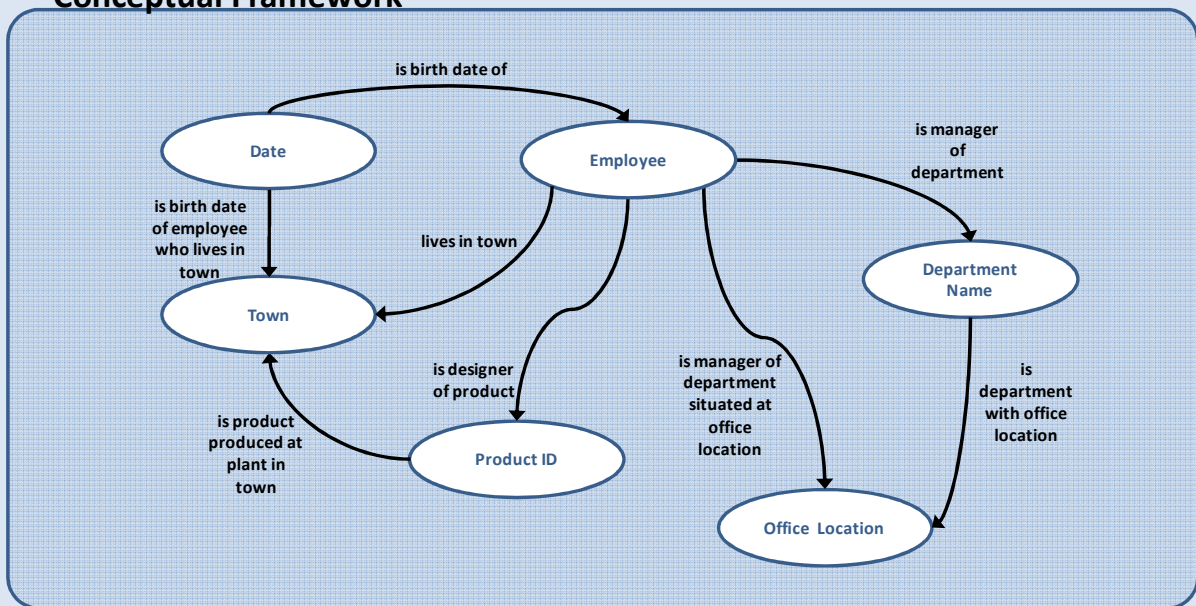 Conceptual Framework
is birth date of
Date
Employee
is manager
of
department
is birth date
of employee
who lives in
town
lives in town
Department
Name
Town
is designer
of product
is manager of
department
situated at
office
location
is
department
with office
location
is product
produced at
plant in
town
Product ID
Office Location